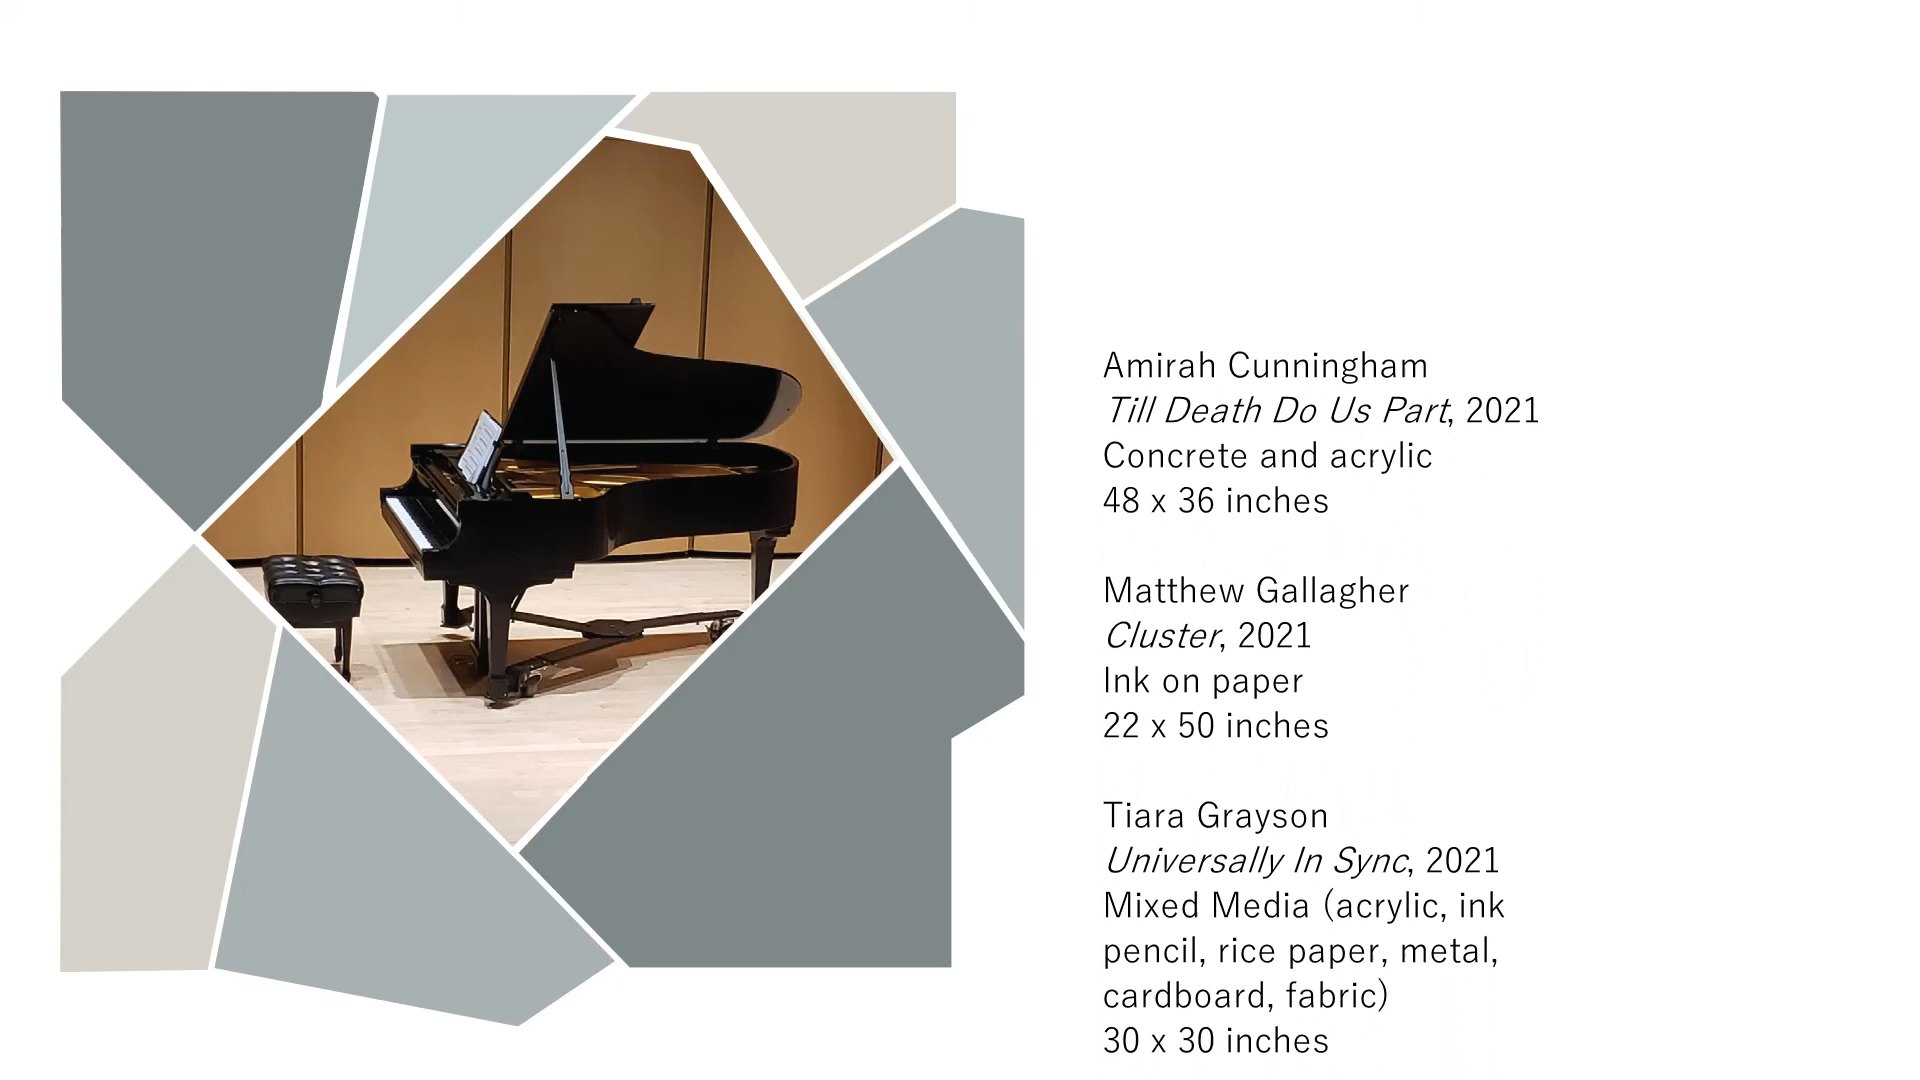 Amirah Cunningham
Till Death Do Us Part, 2021
Concrete and acrylic
48 x 36 inches
Matthew Gallagher
Cluster, 2021
Ink on paper
22 x 50 inches
Tiara Grayson
Universally In Sync, 2021
Mixed Media (acrylic, ink
pencil, rice paper, metal,
cardboard, fabric)
30 x 30 inches